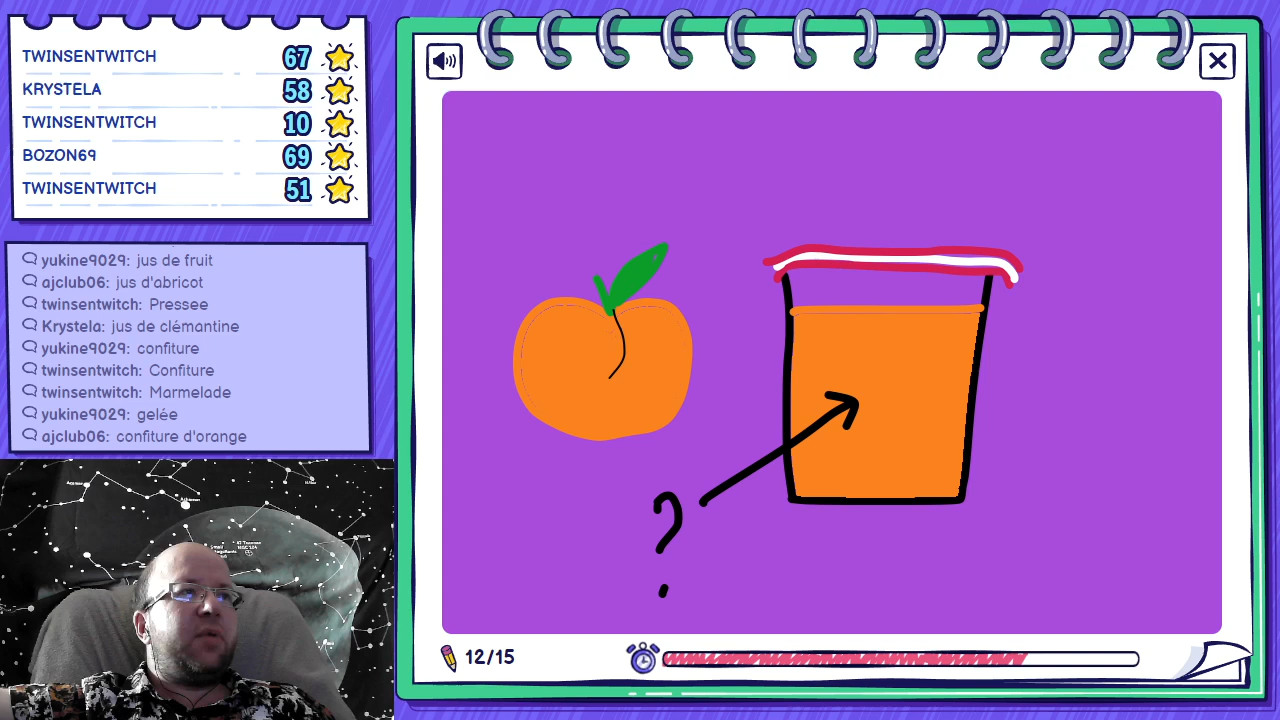 TWINSENTWITCH 67
KRYSTELA 58
TWINSENTWITCH 10
BOZON69 69
TWINSENTWITCH 51
yukine9029: jus de fruit
ajclub06: jus d'abricot
twinsentwitch: Pressee
Krystela: jus de clémantine
yukine9029: confiture
twinsentwitch: Confiture
twinsentwitch: Marmelade
yukine9029: gelée
ajclub06: confiture d'orange
?
12/15